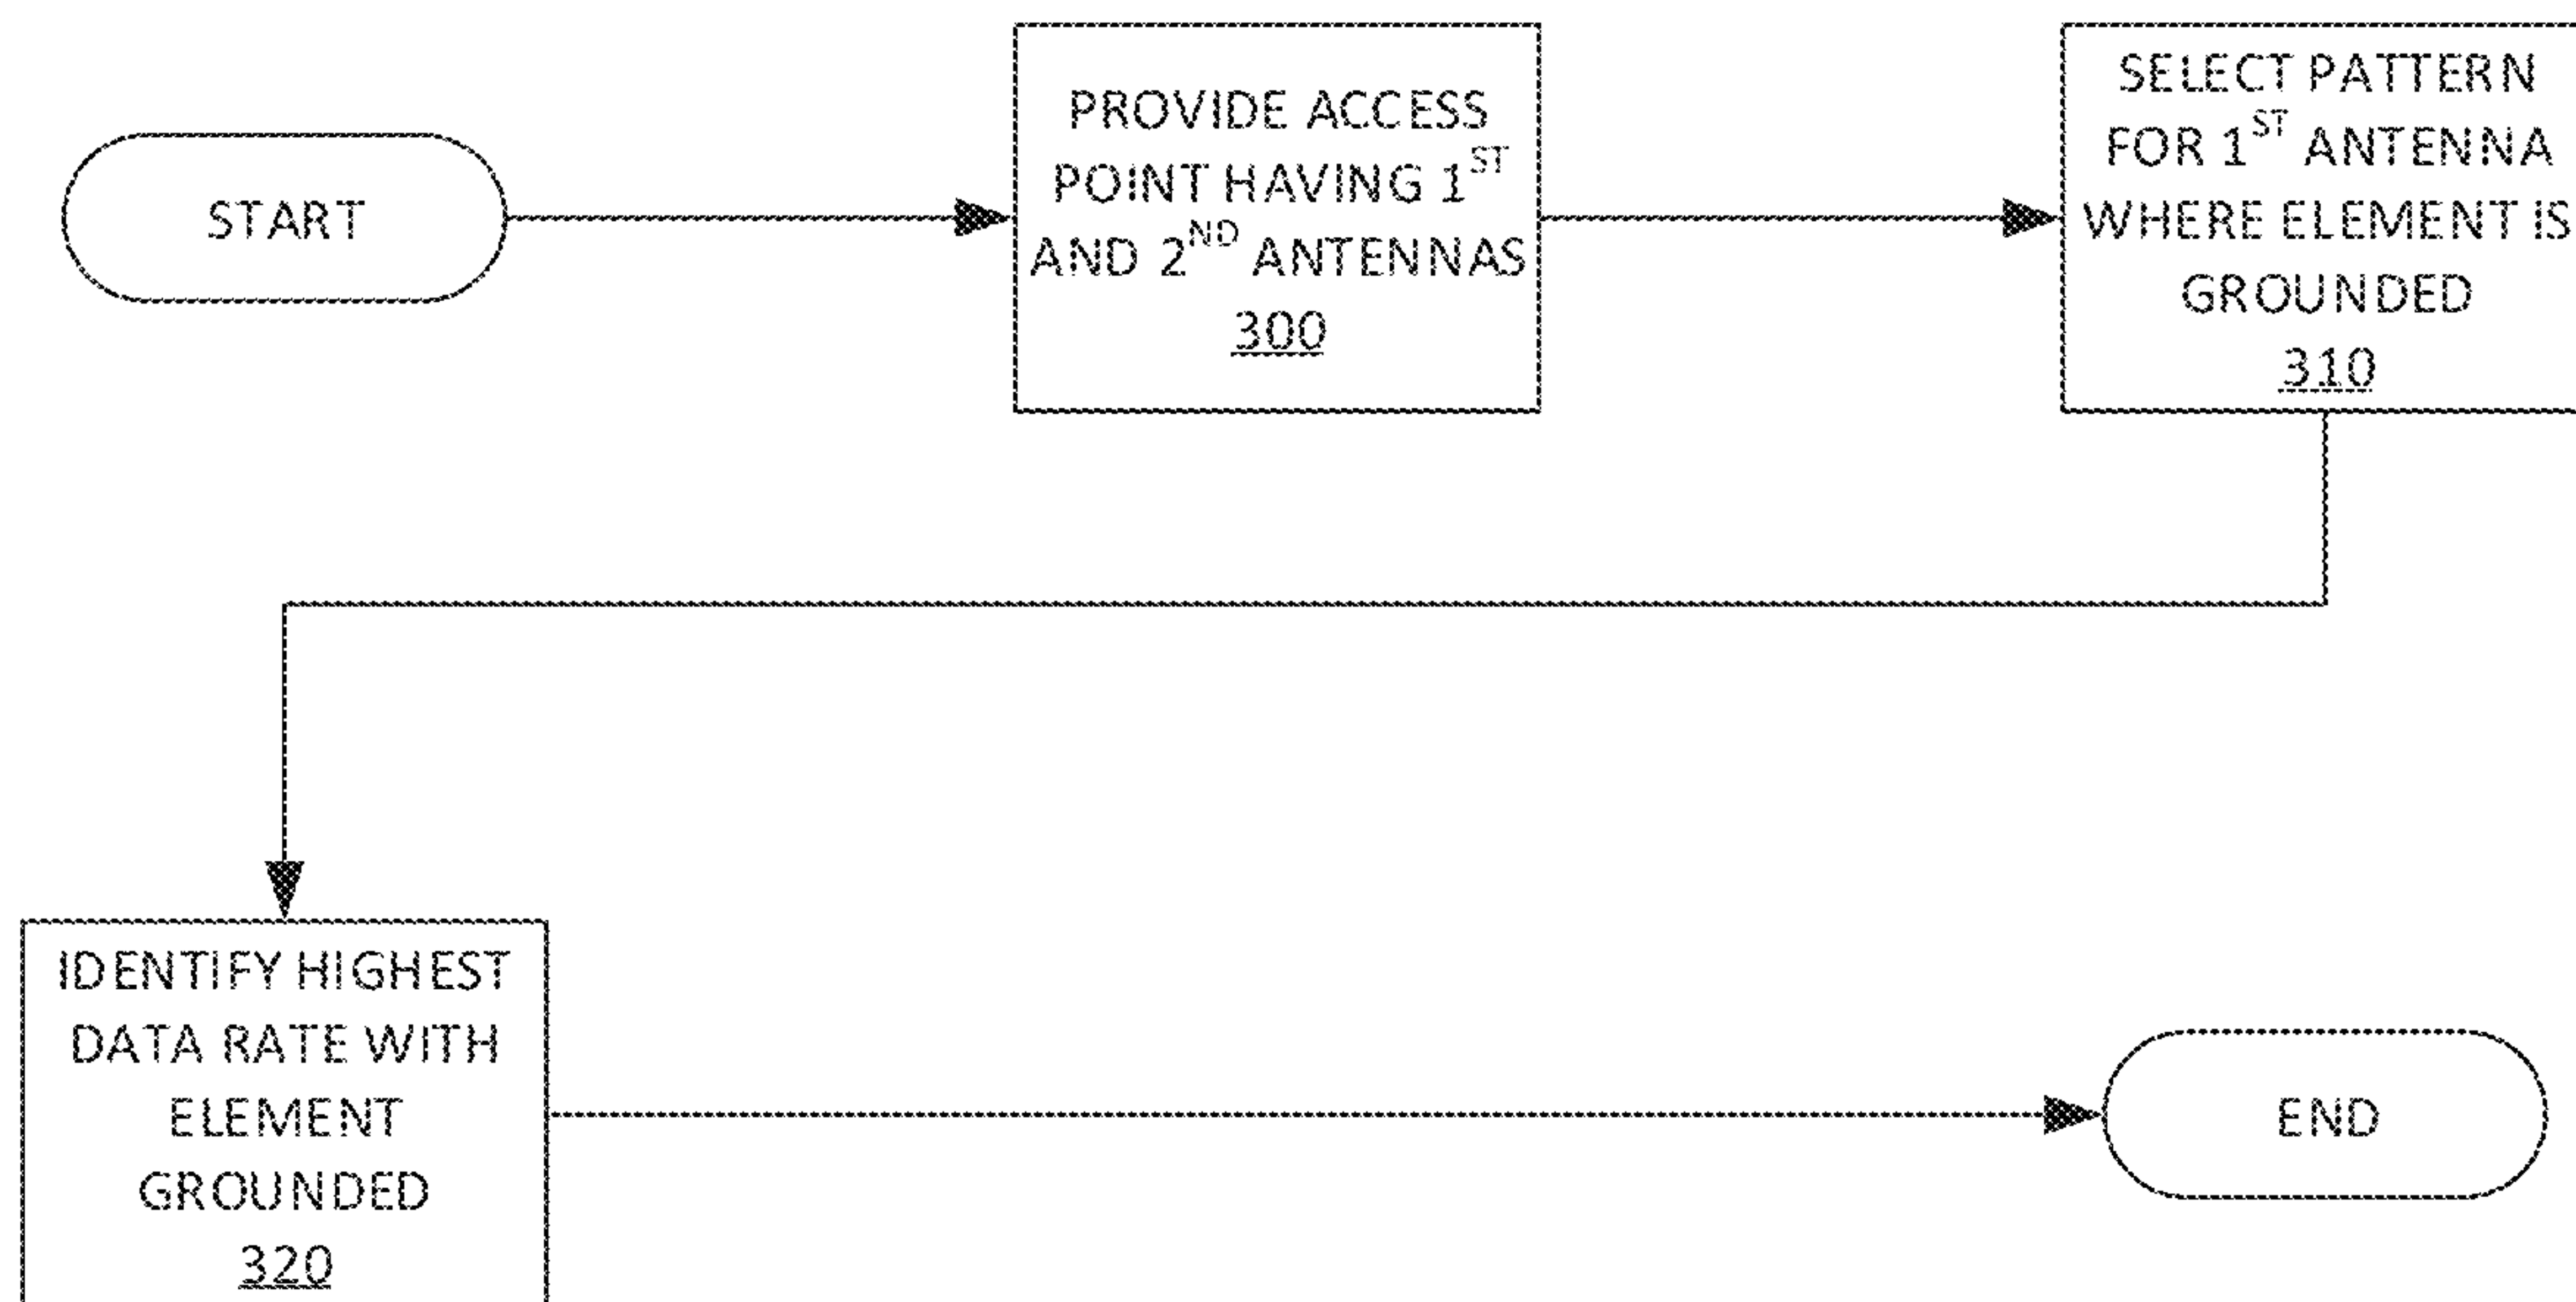 START
PROVIDE ACCESS
POINT HAVING 1ST
AND 2ND ANTENNAS
300
SELECT PATTERN
FOR 1ST ANTENNA
WHERE ELEMENT IS
GROUNDED
310
IDENTIFY HIGHEST
DATA RATE WITH
ELEMENT
GROUNDED
320
END